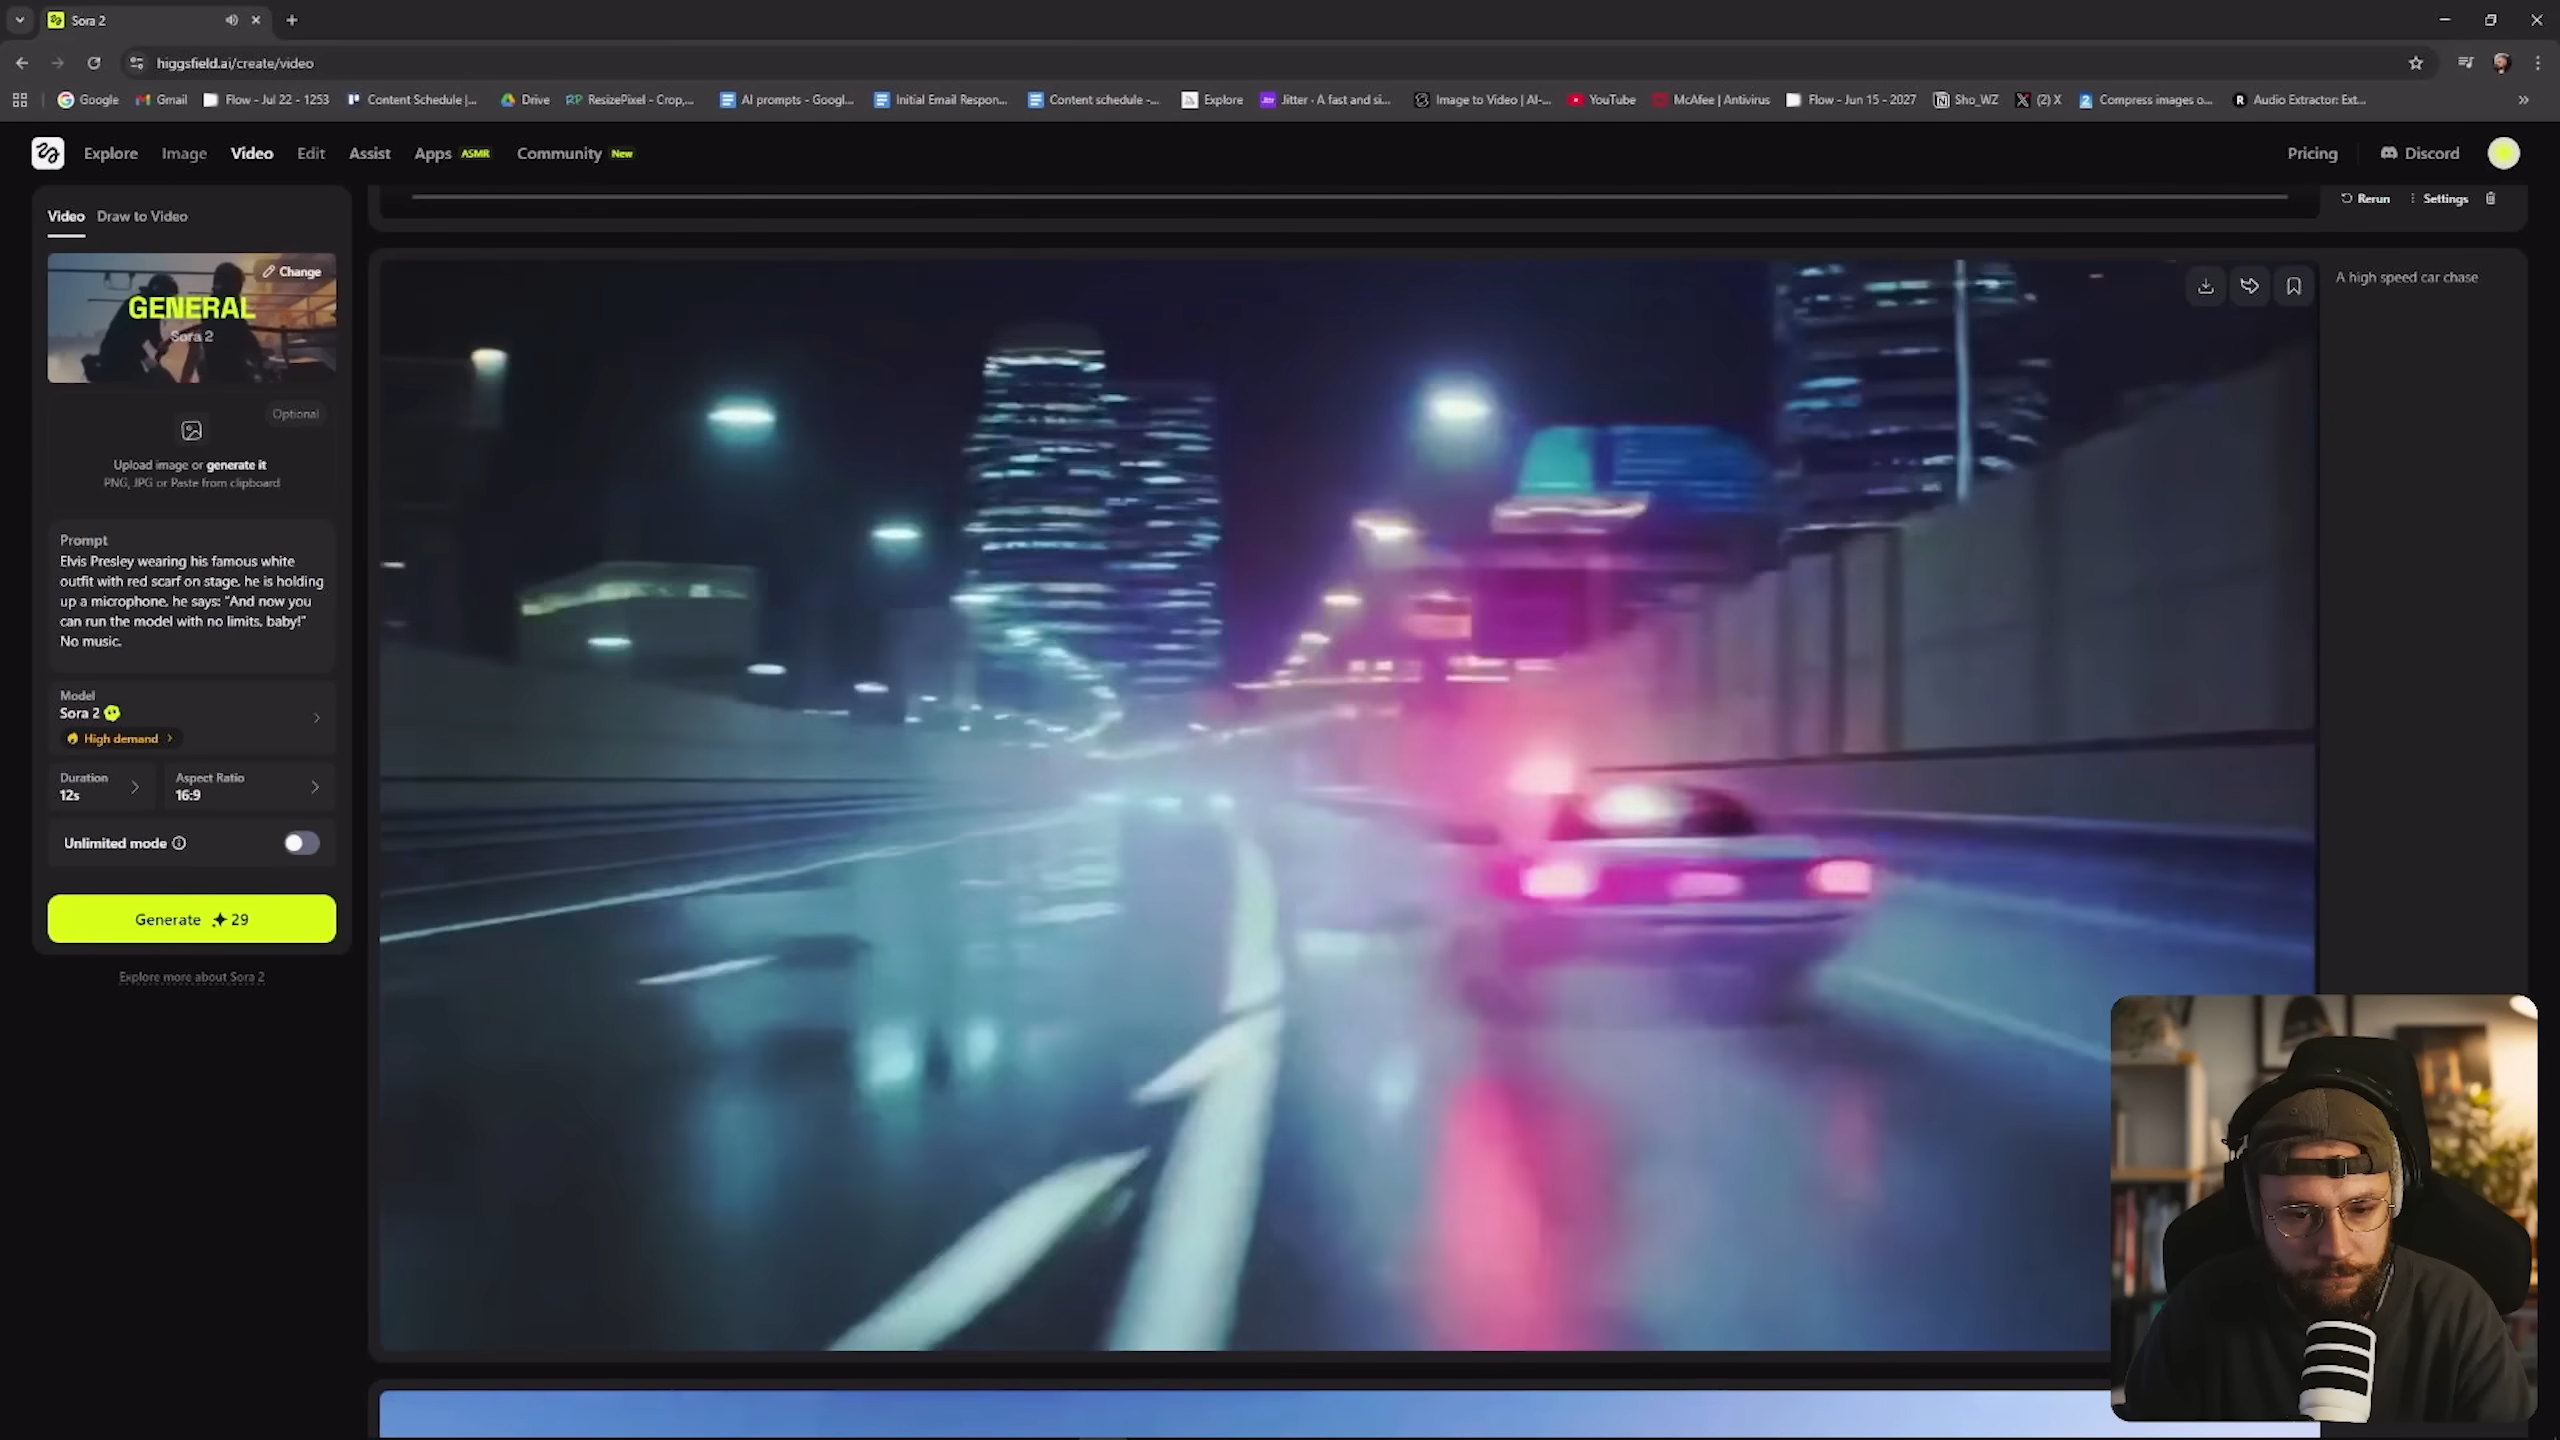 Sora 2
higgsfield.ai/create/video
Google
Gmail
Flow - Jul 22 - 1253
Content Schedule |...
Drive
RP ResizePixel - Crop,...
AI prompts - Googl...
Initial Email Respon...
Content schedule -...
Explore
Jitter · A fast and si...
Image to Video | AI-...
YouTube
McAfee | Antivirus
Flow - Jun 15 - 2027
Sho_WZ
(2) X
Compress images o...
Audio Extractor: Ext...
Explore
Image
Video
Edit
Assist
Apps ASMR
Community New
Pricing
Discord
Video
Draw to Video
Rerun
Settings
Change
GENERAL
Sora 2
A high speed car chase
Optional
Upload image or generate it
PNG, JPG or Paste from clipboard
Prompt
Elvis Presley wearing his famous white
outfit with red scarf on stage, he is holding
up a microphone, he says: "And now you
can run the model with no limits, baby!"
No music.
Model
Sora 2
High demand
Duration
12s
Aspect Ratio
16:9
Unlimited mode
Generate 29
Explore more about Sora 2